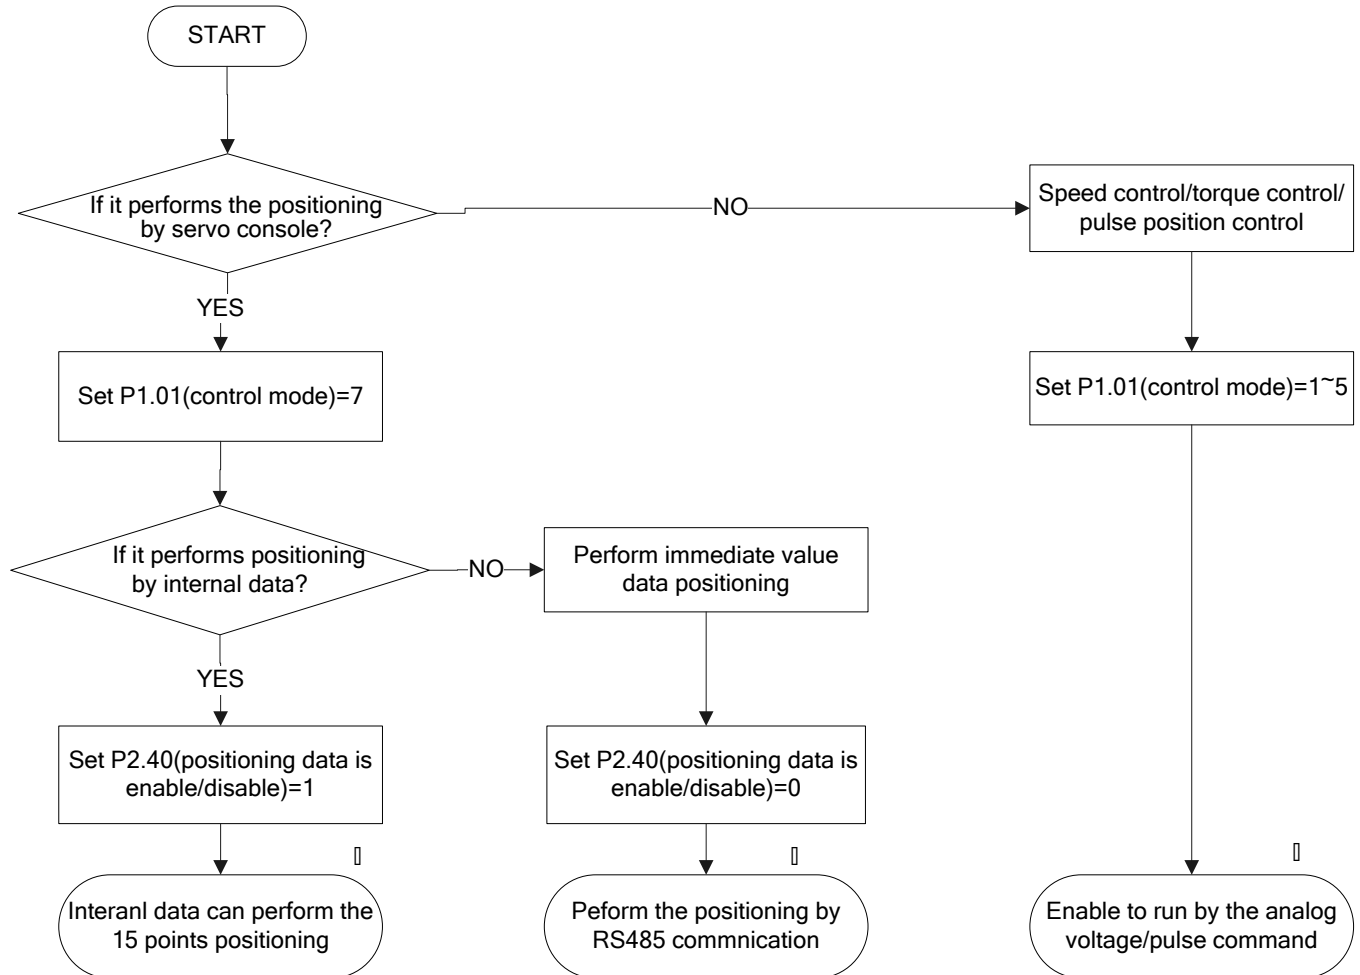 START
If it performs the positioning
by servo console?
NO
Speed control/torque control/
pulse position control
YES
Set P1.01(control mode)=7
Set P1.01(control mode)=1~5
If it performs positioning
by internal data?
NO
Perform immediate value
data positioning
YES
Set P2.40(positioning data is
enable/disable)=1
Set P2.40(positioning data is
enable/disable)=0
Interanl data can perform the
15 points positioning
Peform the positioning by
RS485 commnication
Enable to run by the analog
voltage/pulse command